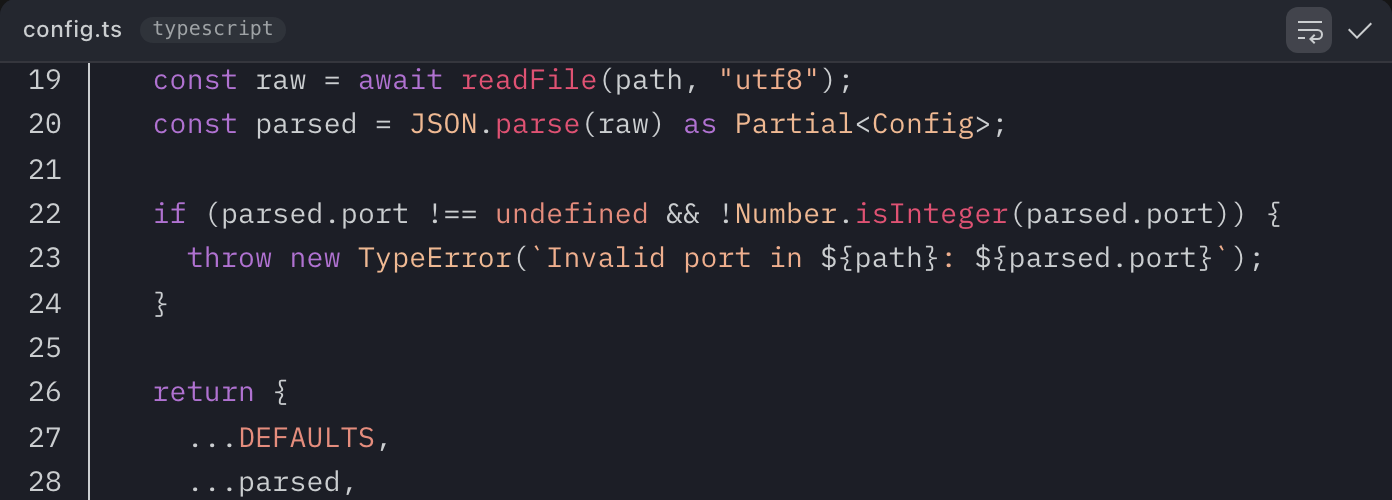 config.ts typescript
19 const raw = await readFile(path, "utf8");
20 const parsed = JSON.parse(raw) as Partial<Config>;
21
22 if (parsed.port !== undefined && !Number.isInteger(parsed.port)) {
23 throw new TypeError(`Invalid port in ${path}: ${parsed.port}`);
24 }
25
26 return {
27 ...DEFAULTS,
28 ...parsed,